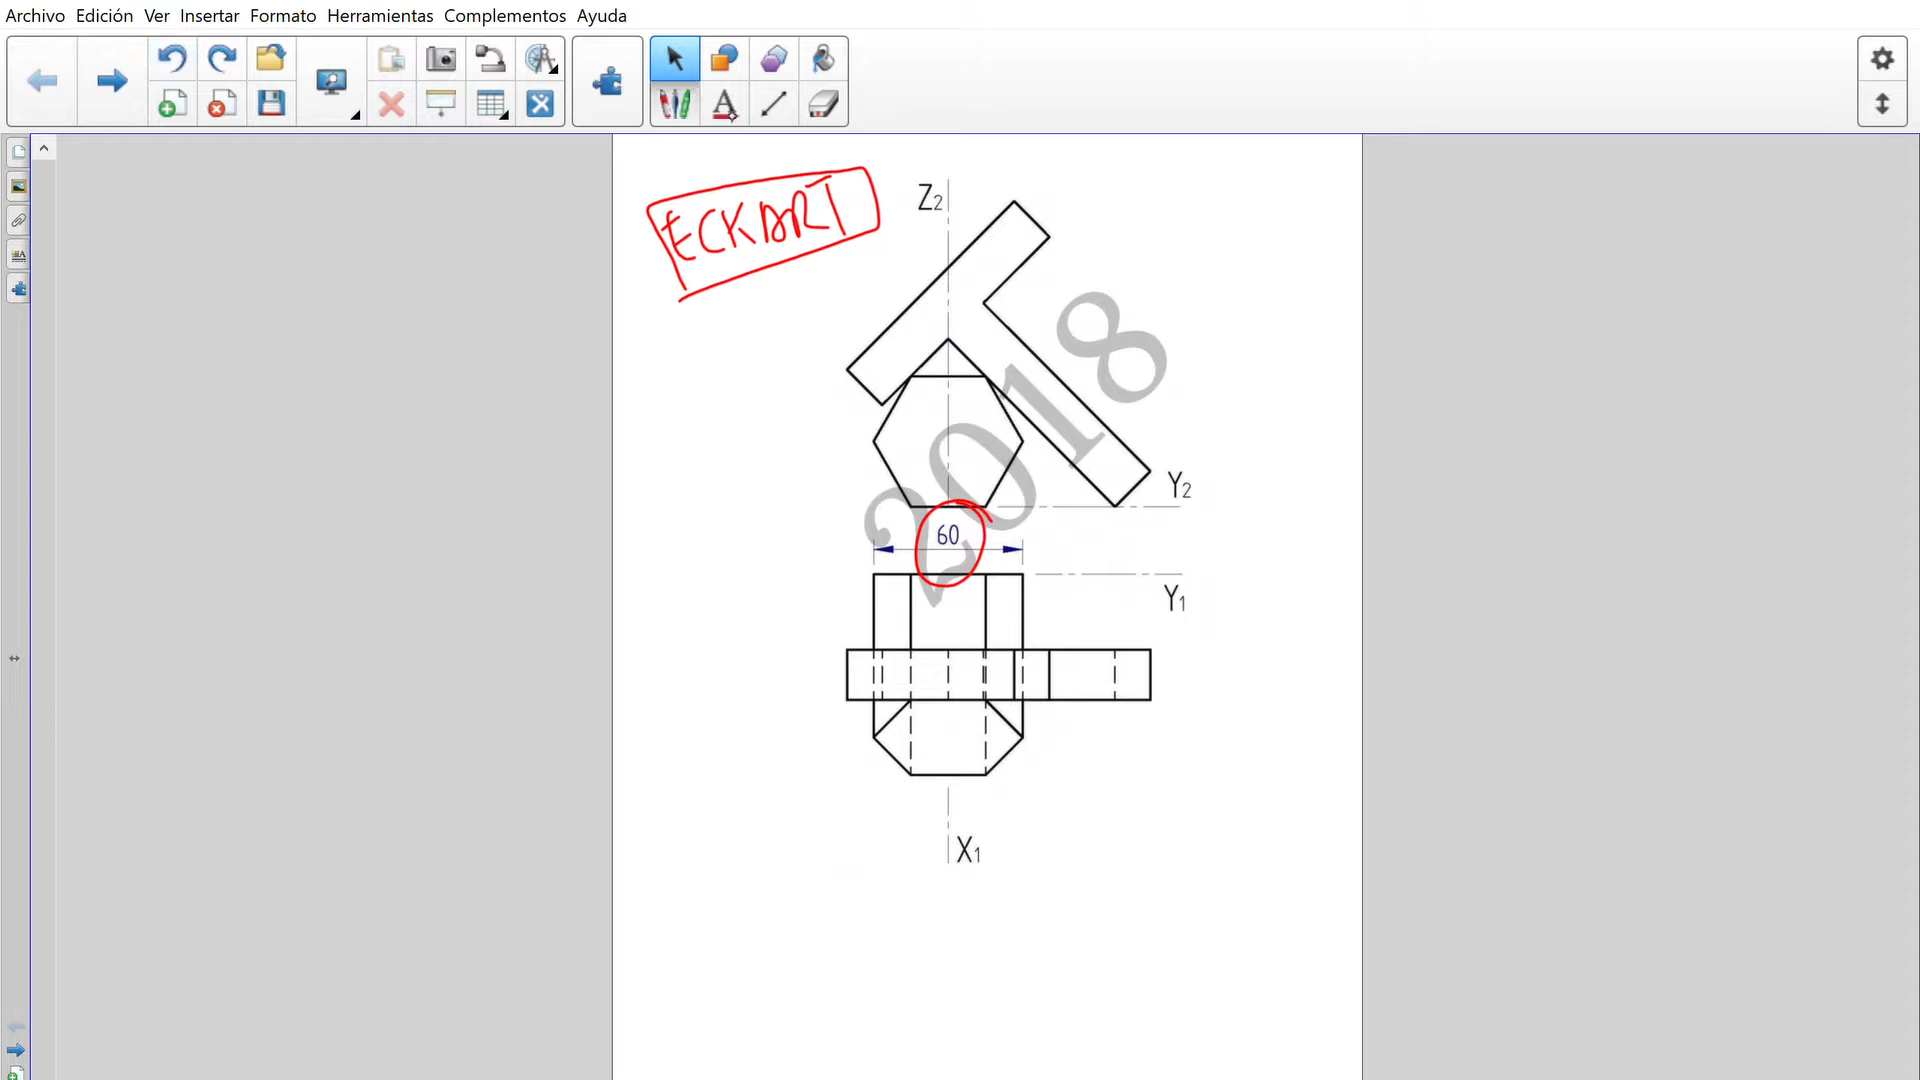 Archivo Edición Ver Insertar Formato Herramientas Complementos Ayuda
ECKART
Z2
2018
Y2
60
Y1
X1